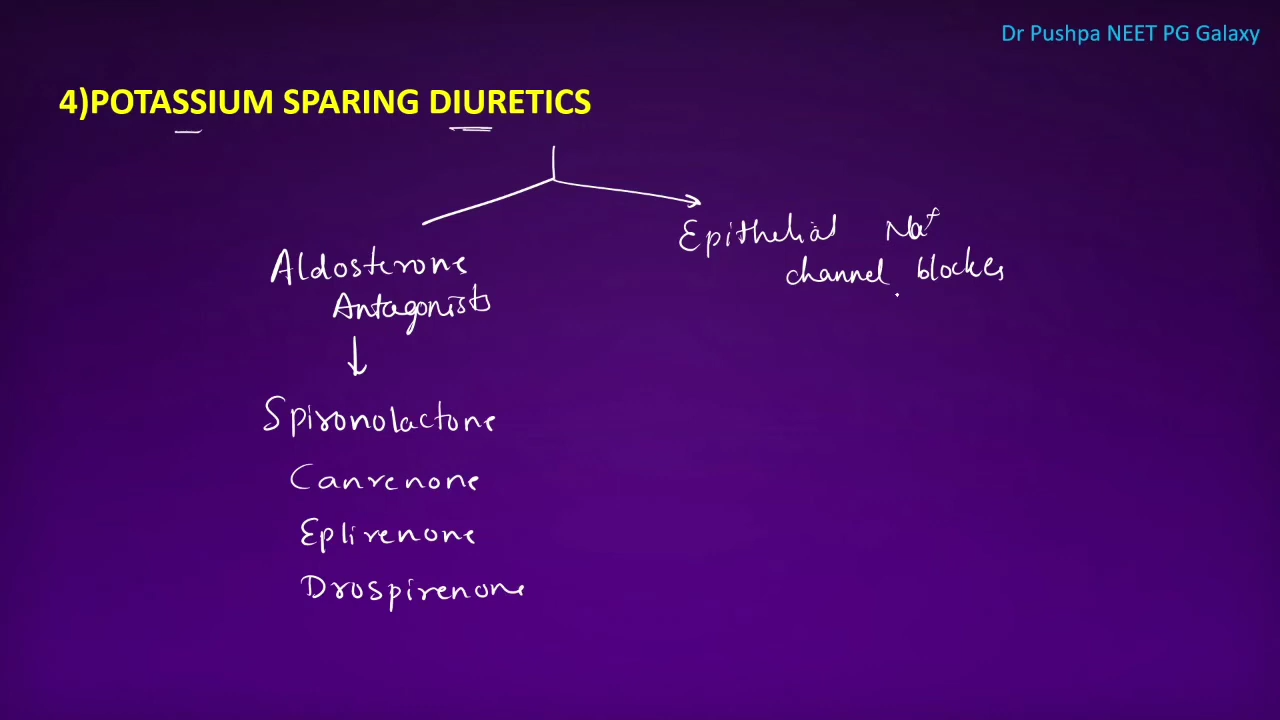 Dr Pushpa NEET PG Galaxy
4)POTASSIUM SPARING DIURETICS
Aldosterone
Antagonists
Spironolactone
Canrenone
Eplirenone
Drospirenone
Epithelial Na+
channel blockers